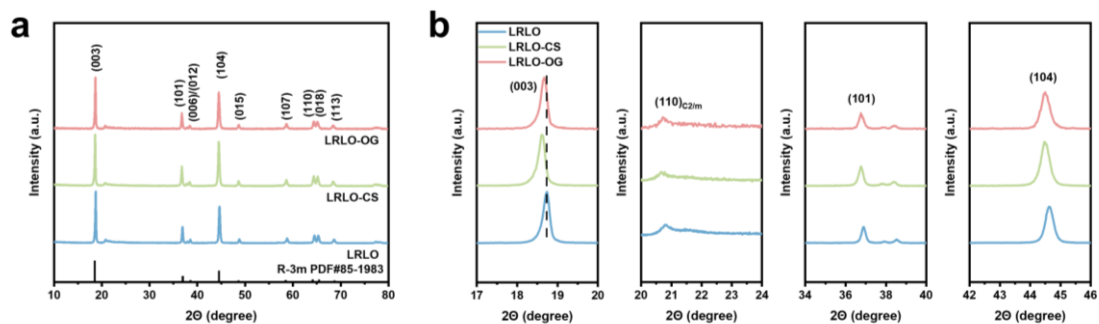 a
Intensity (a.u.)
(003)
(101)
(006)/(012)
(104)
(015)
(107)
(110)
(018)
(113)
LRLO-OG
LRLO-CS
LRLO
R-3m PDF#85-1983
10 20 30 40 50 60 70 80
2Θ (degree)
b
Intensity (a.u.)
LRLO
LRLO-CS
LRLO-OG
(003)
17 18 19 20
2Θ (degree)
Intensity (a.u.)
(110)C2/m
20 21 22 23 24
2Θ (degree)
Intensity (a.u.)
(101)
34 36 38 40
2Θ (degree)
Intensity (a.u.)
(104)
42 43 44 45 46
2Θ (degree)